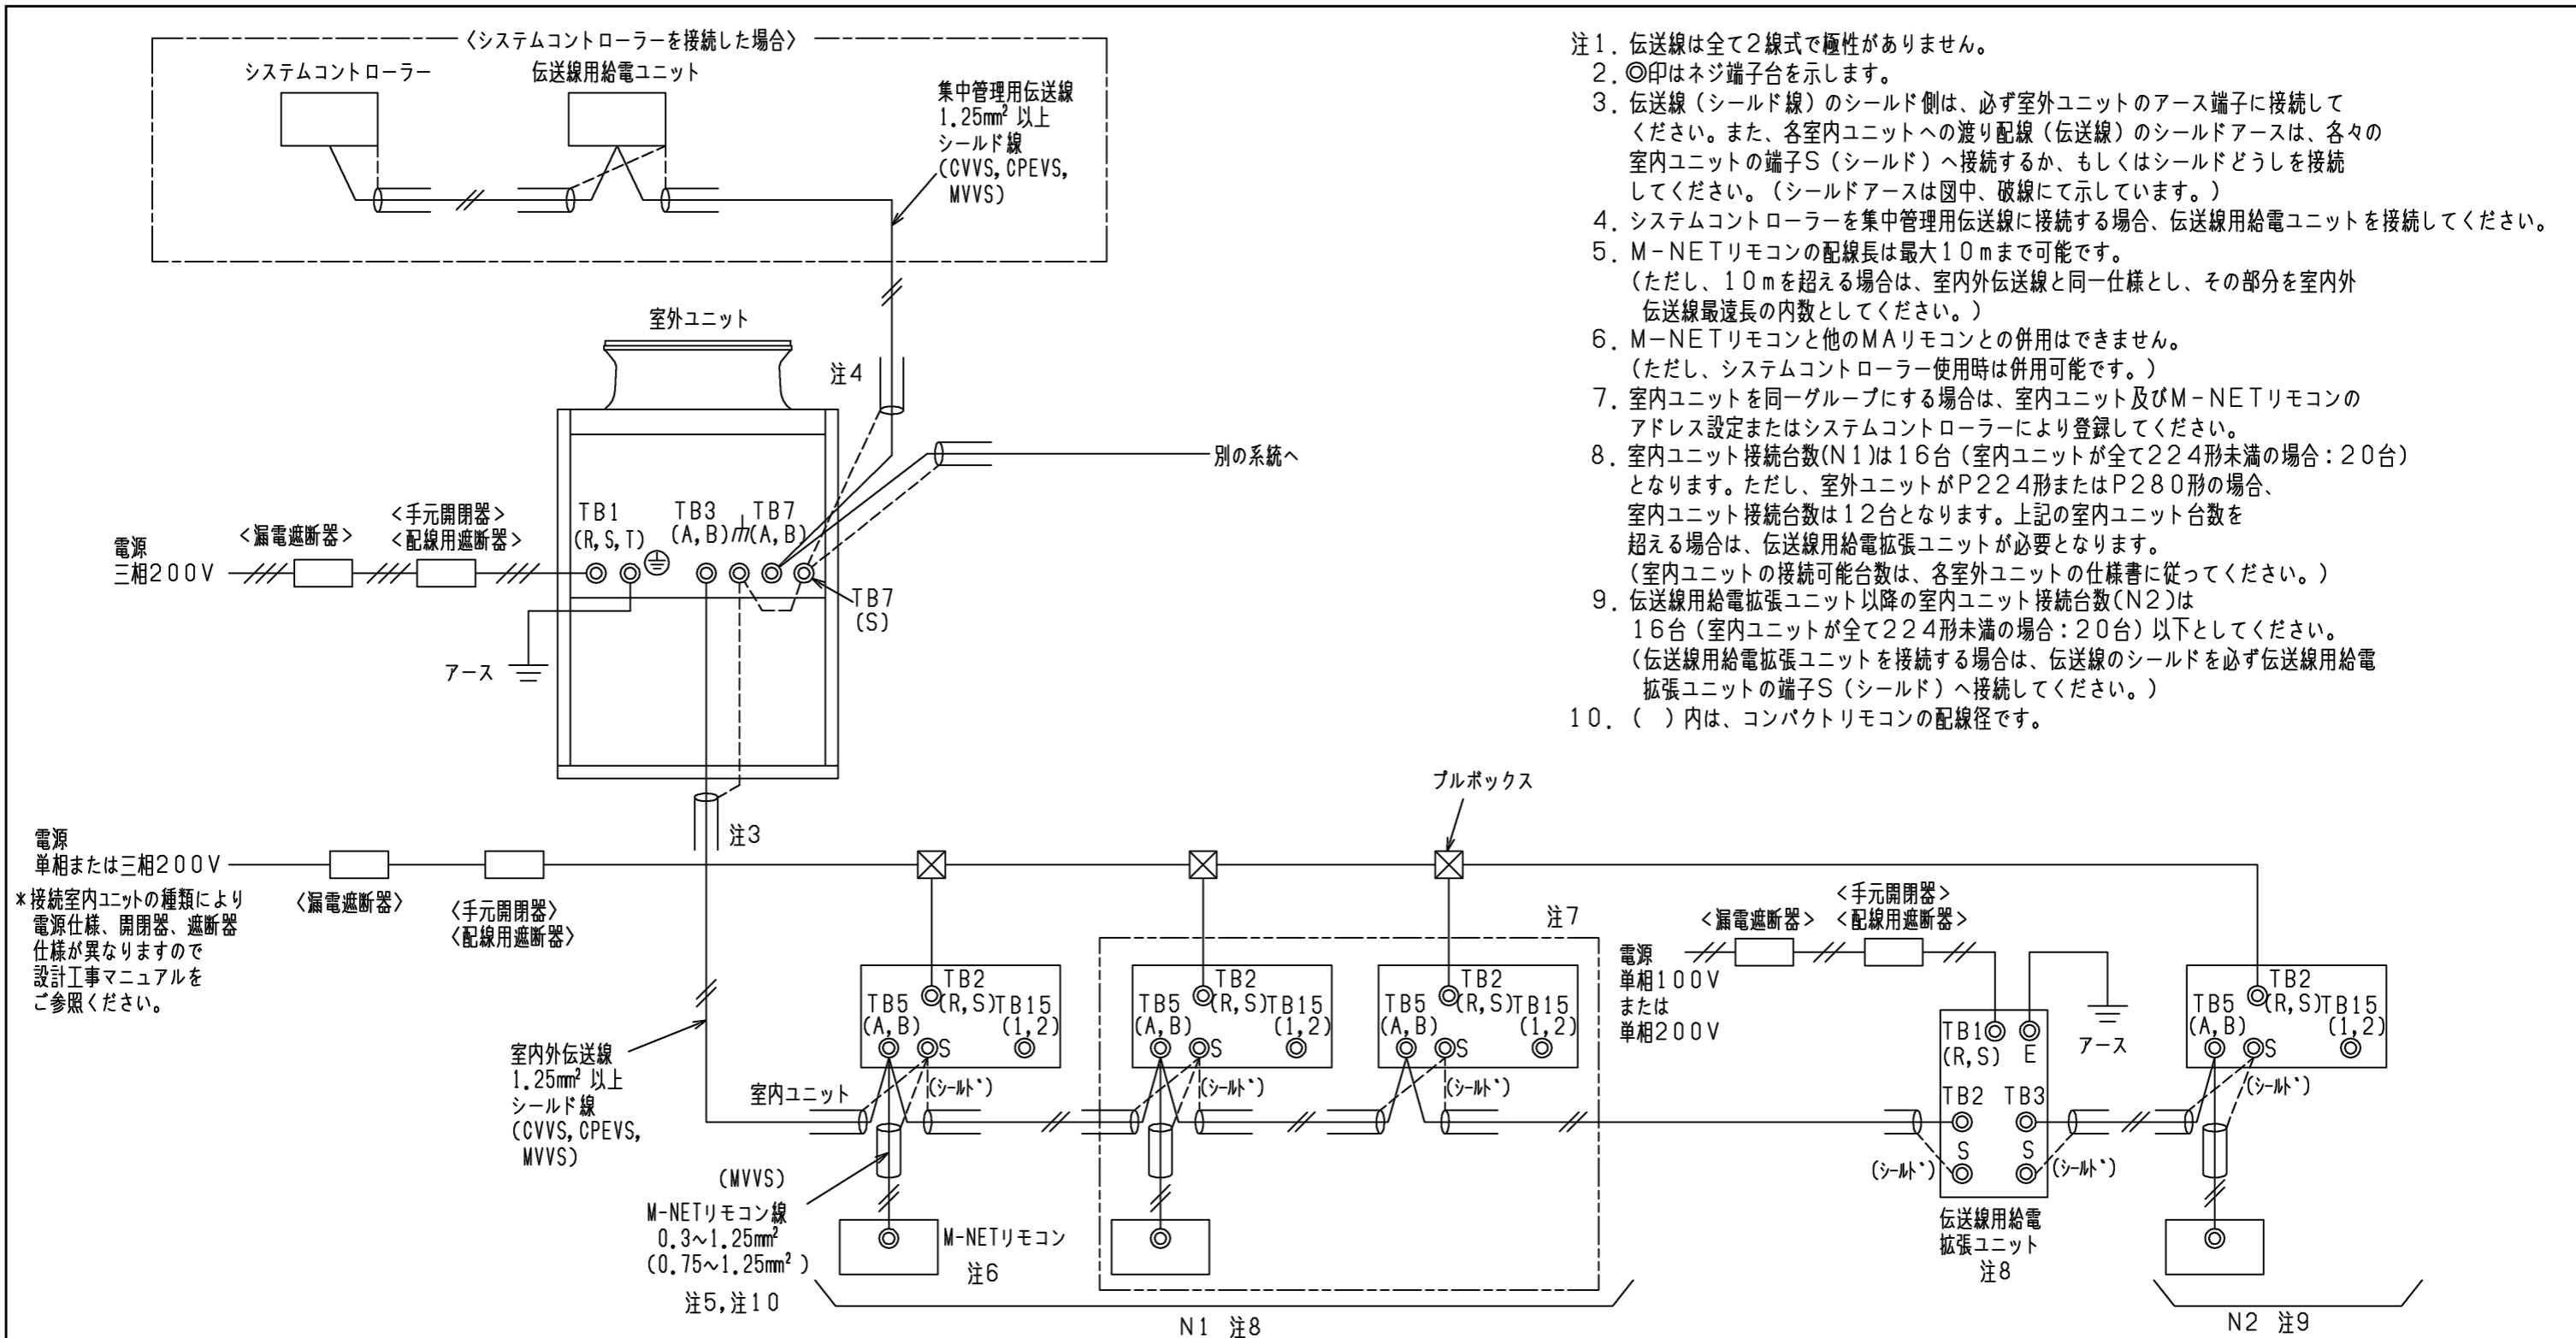 〈システムコントローラーを接続した場合〉
システムコントローラー
伝送線用給電ユニット
集中管理用伝送線
1.25mm² 以上
シールド線
(CVVS, CPEVS,
MVVS)
室外ユニット
注4
別の系統へ
電源
三相200V
<漏電遮断器>
<手元開閉器>
<配線用遮断器>
TB1
(R, S, T)
TB3
(A, B)
TB7
(A, B)
TB7
(S)
アース
注1. 伝送線は全て2線式で極性がありません。
2. ◎印はネジ端子台を示します。
3. 伝送線（シールド線）のシールド側は、必ず室外ユニットのアース端子に接続して
ください。また、各室内ユニットへの渡り配線（伝送線）のシールドアースは、各々の
室内ユニットの端子S（シールド）へ接続するか、もしくはシールドどうしを接続
してください。（シールドアースは図中、破線にて示しています。）
4. システムコントローラーを集中管理用伝送線に接続する場合、伝送線用給電ユニットを接続してください。
5. M-NETリモコンの配線長は最大10mまで可能です。
（ただし、10mを超える場合は、室内外伝送線と同一仕様とし、その部分を室内外
伝送線最遠長の内数としてください。）
6. M-NETリモコンと他のMAリモコンとの併用はできません。
（ただし、システムコントローラー使用時は併用可能です。）
7. 室内ユニットを同一グループにする場合は、室内ユニット及びM-NETリモコンの
アドレス設定またはシステムコントローラーにより登録してください。
8. 室内ユニット接続台数(N1)は16台（室内ユニットが全て224形未満の場合：20台）
となります。ただし、室外ユニットがP224形またはP280形の場合、
室内ユニット接続台数は12台となります。上記の室内ユニット台数を
超える場合は、伝送線用給電拡張ユニットが必要となります。
（室内ユニットの接続可能台数は、各室外ユニットの仕様書に従ってください。）
9. 伝送線用給電拡張ユニット以降の室内ユニット接続台数(N2)は
16台（室内ユニットが全て224形未満の場合：20台）以下としてください。
（伝送線用給電拡張ユニットを接続する場合は、伝送線のシールドを必ず伝送線用給電
拡張ユニットの端子S（シールド）へ接続してください。）
10. （　）内は、コンパクトリモコンの配線径です。
プルボックス
注3
電源
単相または三相200V
*接続室内ユニットの種類により
電源仕様、開閉器、遮断器
仕様が異なりますので
設計工事マニュアルを
ご参照ください。
〈漏電遮断器〉
〈手元開閉器〉
〈配線用遮断器〉
室内外伝送線
1.25mm² 以上
シールド線
(CVVS, CPEVS,
MVVS)
室内ユニット
TB2
(R, S)
TB5
(A, B)
TB15
(1, 2)
S
(シールド)
注7
TB2
(R, S)
TB5
(A, B)
TB15
(1, 2)
S
(シールド)
TB2
(R, S)
TB5
(A, B)
TB15
(1, 2)
S
(シールド)
(MVVS)
M-NETリモコン線
0.3~1.25mm²
(0.75~1.25mm² )
注5, 注10
M-NETリモコン
注6
N1 注8
電源
単相100V
または
単相200V
<漏電遮断器>
<手元開閉器>
<配線用遮断器>
TB1
(R, S)
E
アース
TB2
TB3
S
S
(シールド)
(シールド)
伝送線用給電
拡張ユニット
注8
TB2
(R, S)
TB5
(A, B)
TB15
(1, 2)
S
(シールド)
N2 注9